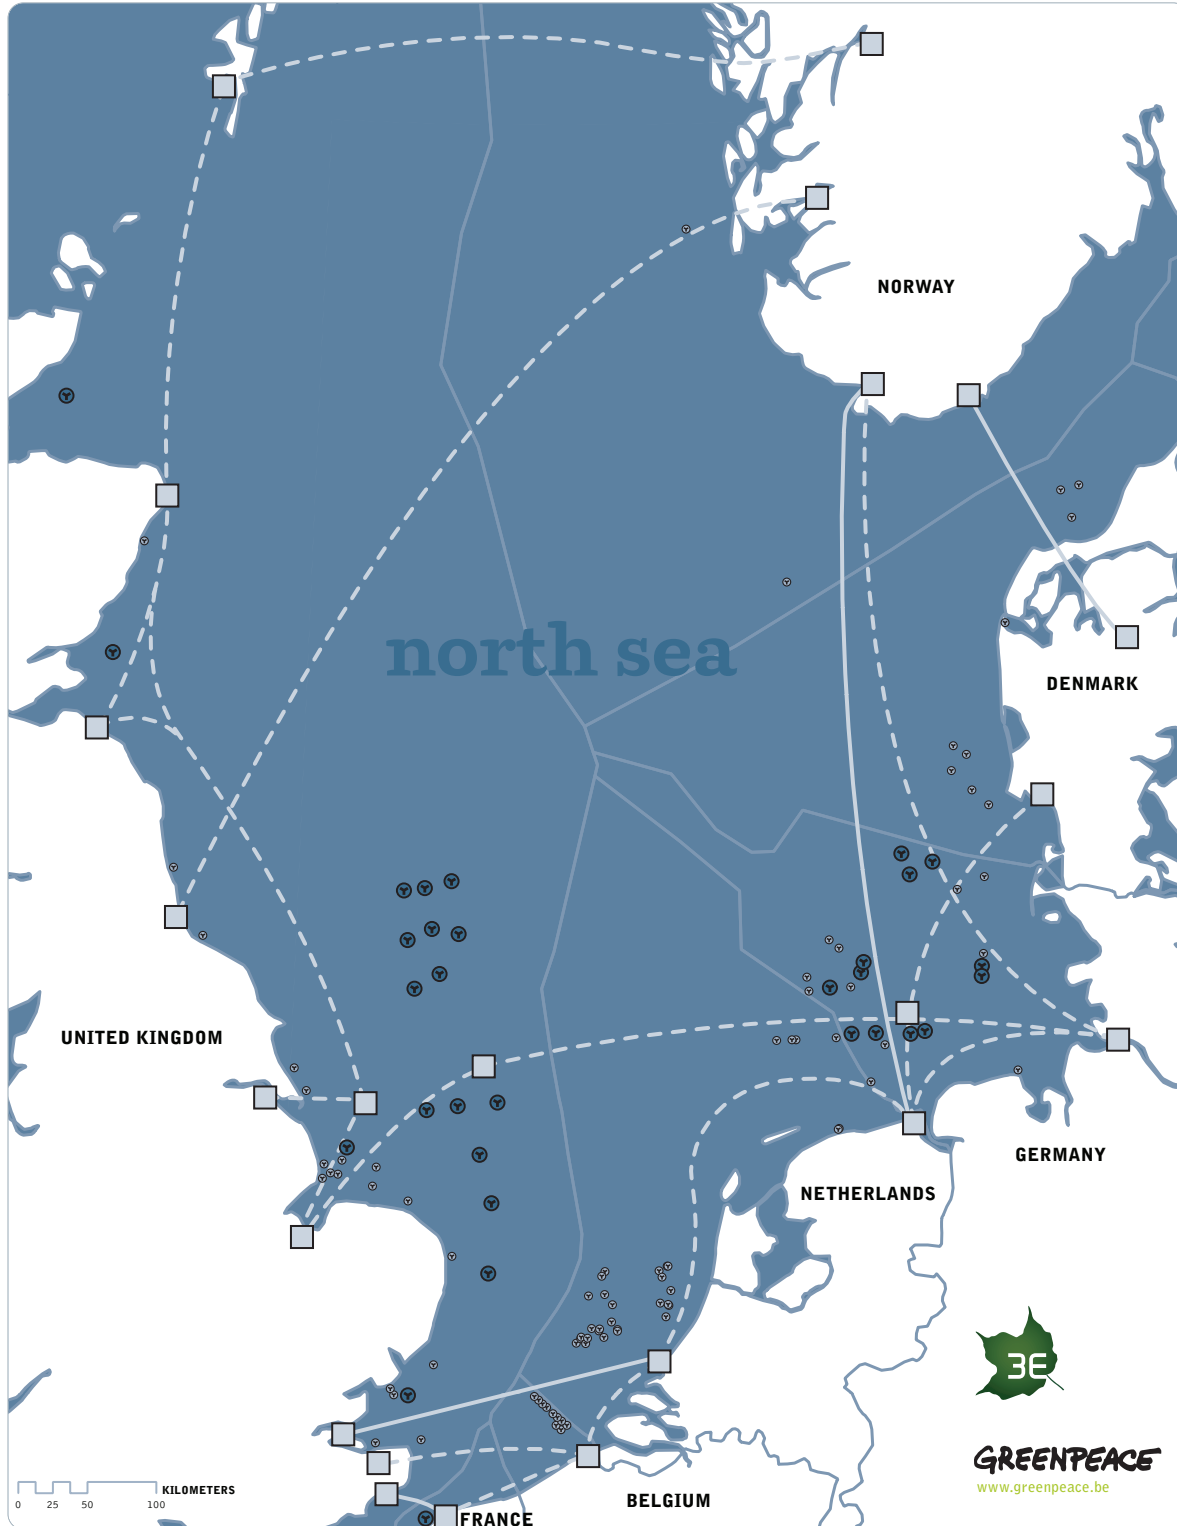 NORWAY
north sea
DENMARK
UNITED KINGDOM
GERMANY
NETHERLANDS
3E
GREENPEACE
www.greenpeace.be
KILOMETERS
0 25 50 100
BELGIUM
FRANCE